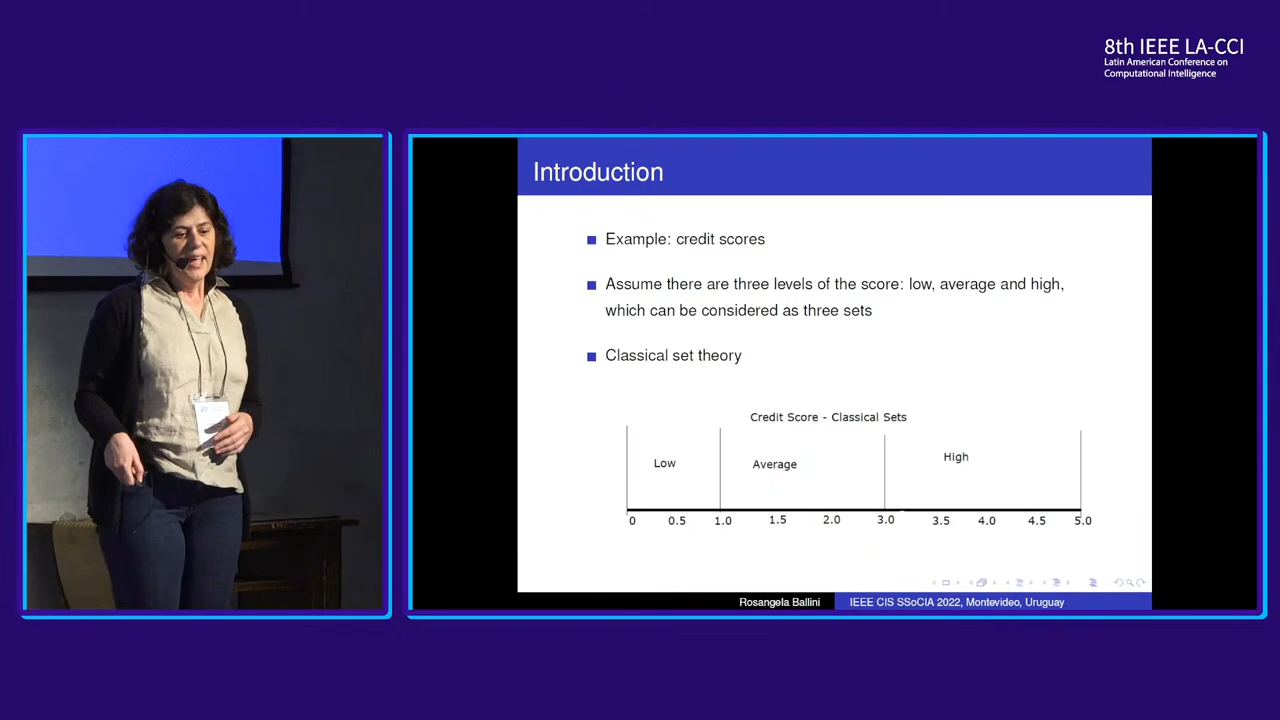 8th IEEE LA-CCI
Latin American Conference on
Computational Intelligence
Introduction
Example: credit scores
Assume there are three levels of the score: low, average and high,
which can be considered as three sets
Classical set theory
Credit Score - Classical Sets
Low Average High
0 0.5 1.0 1.5 2.0 3.0 3.5 4.0 4.5 5.0
Rosangela Ballini IEEE CIS SSoCIA 2022, Montevideo, Uruguay